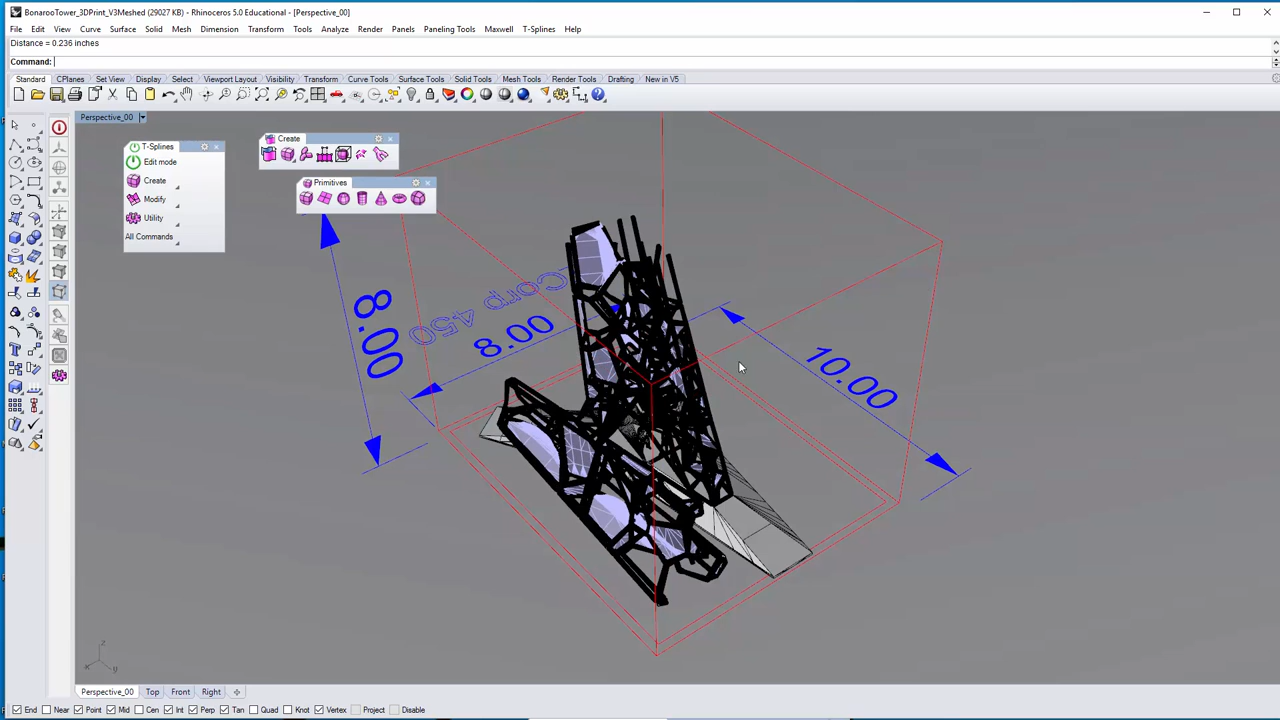 BonarooTower_3DPrint_V3Meshed (29027 KB) - Rhinoceros 5.0 Educational - [Perspective_00]
File Edit View Curve Surface Solid Mesh Dimension Transform Tools Analyze Render Panels Paneling Tools Maxwell T-Splines Help
Distance = 0.236 inches
Command:
Standard CPlanes Set View Display Select Viewport Layout Visibility Transform Curve Tools Surface Tools Solid Tools Mesh Tools Render Tools Drafting New in V5
Perspective_00
Create
T-Splines
Edit mode
Create
Modify
Utility
All Commands
Primitives
8.00
Corp 450
8.00
10.00
z
x y
Perspective_00 Top Front Right
End Near Point Mid Cen Int Perp Tan Quad Knot Vertex Project Disable